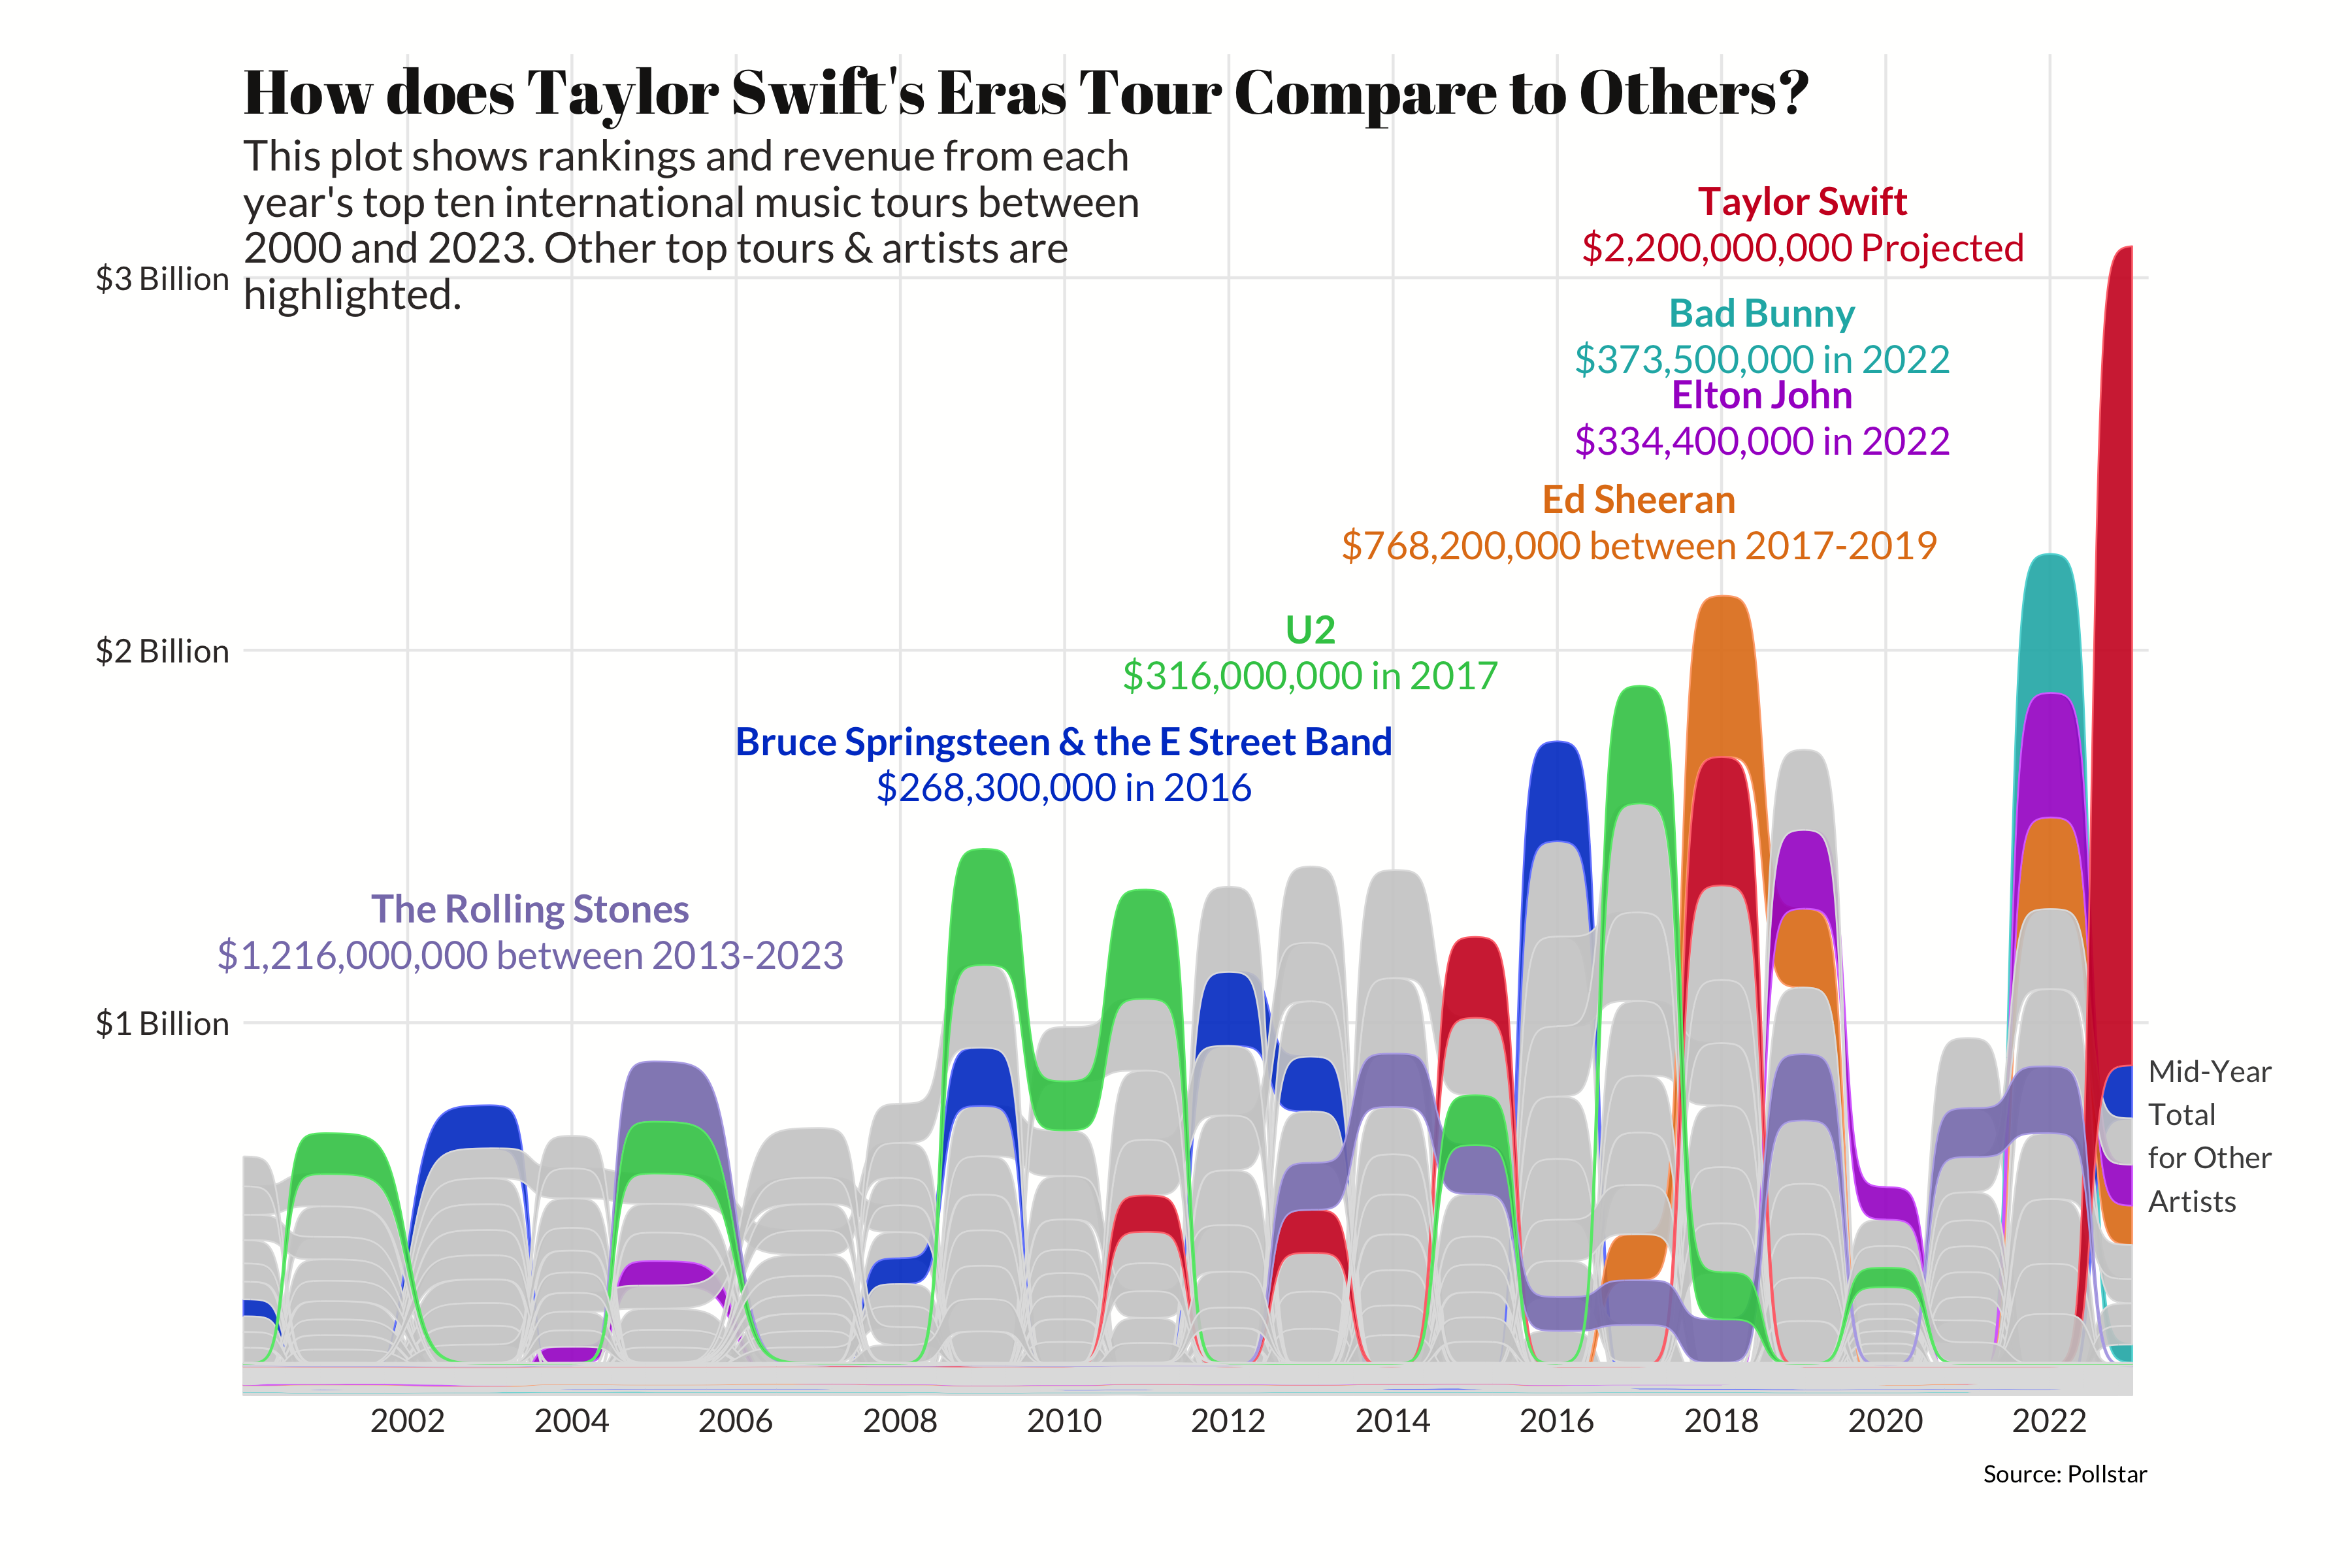 How does Taylor Swift's Eras Tour Compare to Others?
This plot shows rankings and revenue from each
year's top ten international music tours between
2000 and 2023. Other top tours & artists are
highlighted.
Taylor Swift
$2,200,000,000 Projected
$3 Billion
Bad Bunny
$373,500,000 in 2022
Elton John
$334,400,000 in 2022
Ed Sheeran
$768,200,000 between 2017-2019
U2
$316,000,000 in 2017
$2 Billion
Bruce Springsteen & the E Street Band
$268,300,000 in 2016
The Rolling Stones
$1,216,000,000 between 2013-2023
$1 Billion
Mid-Year
Total
for Other
Artists
2002 2004 2006 2008 2010 2012 2014 2016 2018 2020 2022
Source: Pollstar